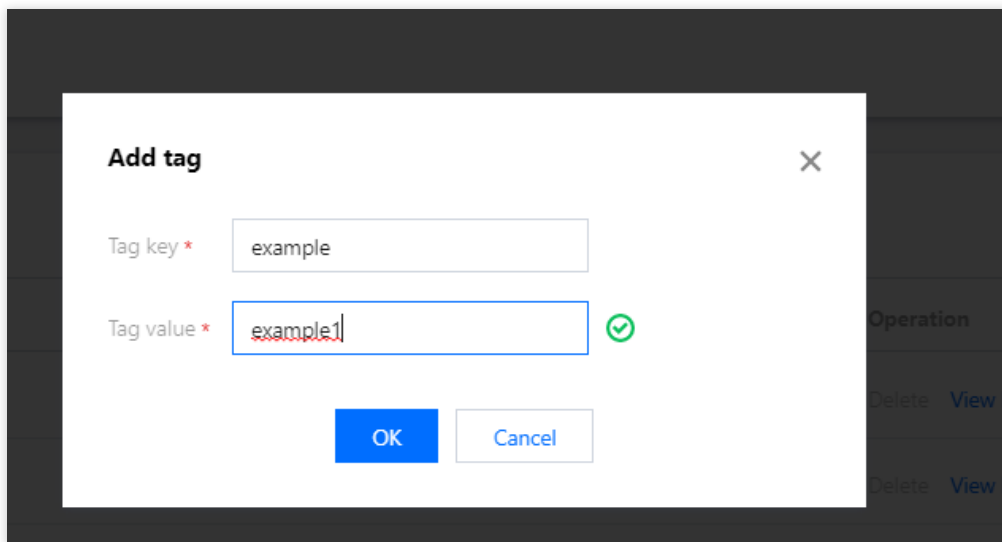 Add tag
Tag key *
example
Tag value *
example1
Operation
Delete View
OK Cancel
Delete View